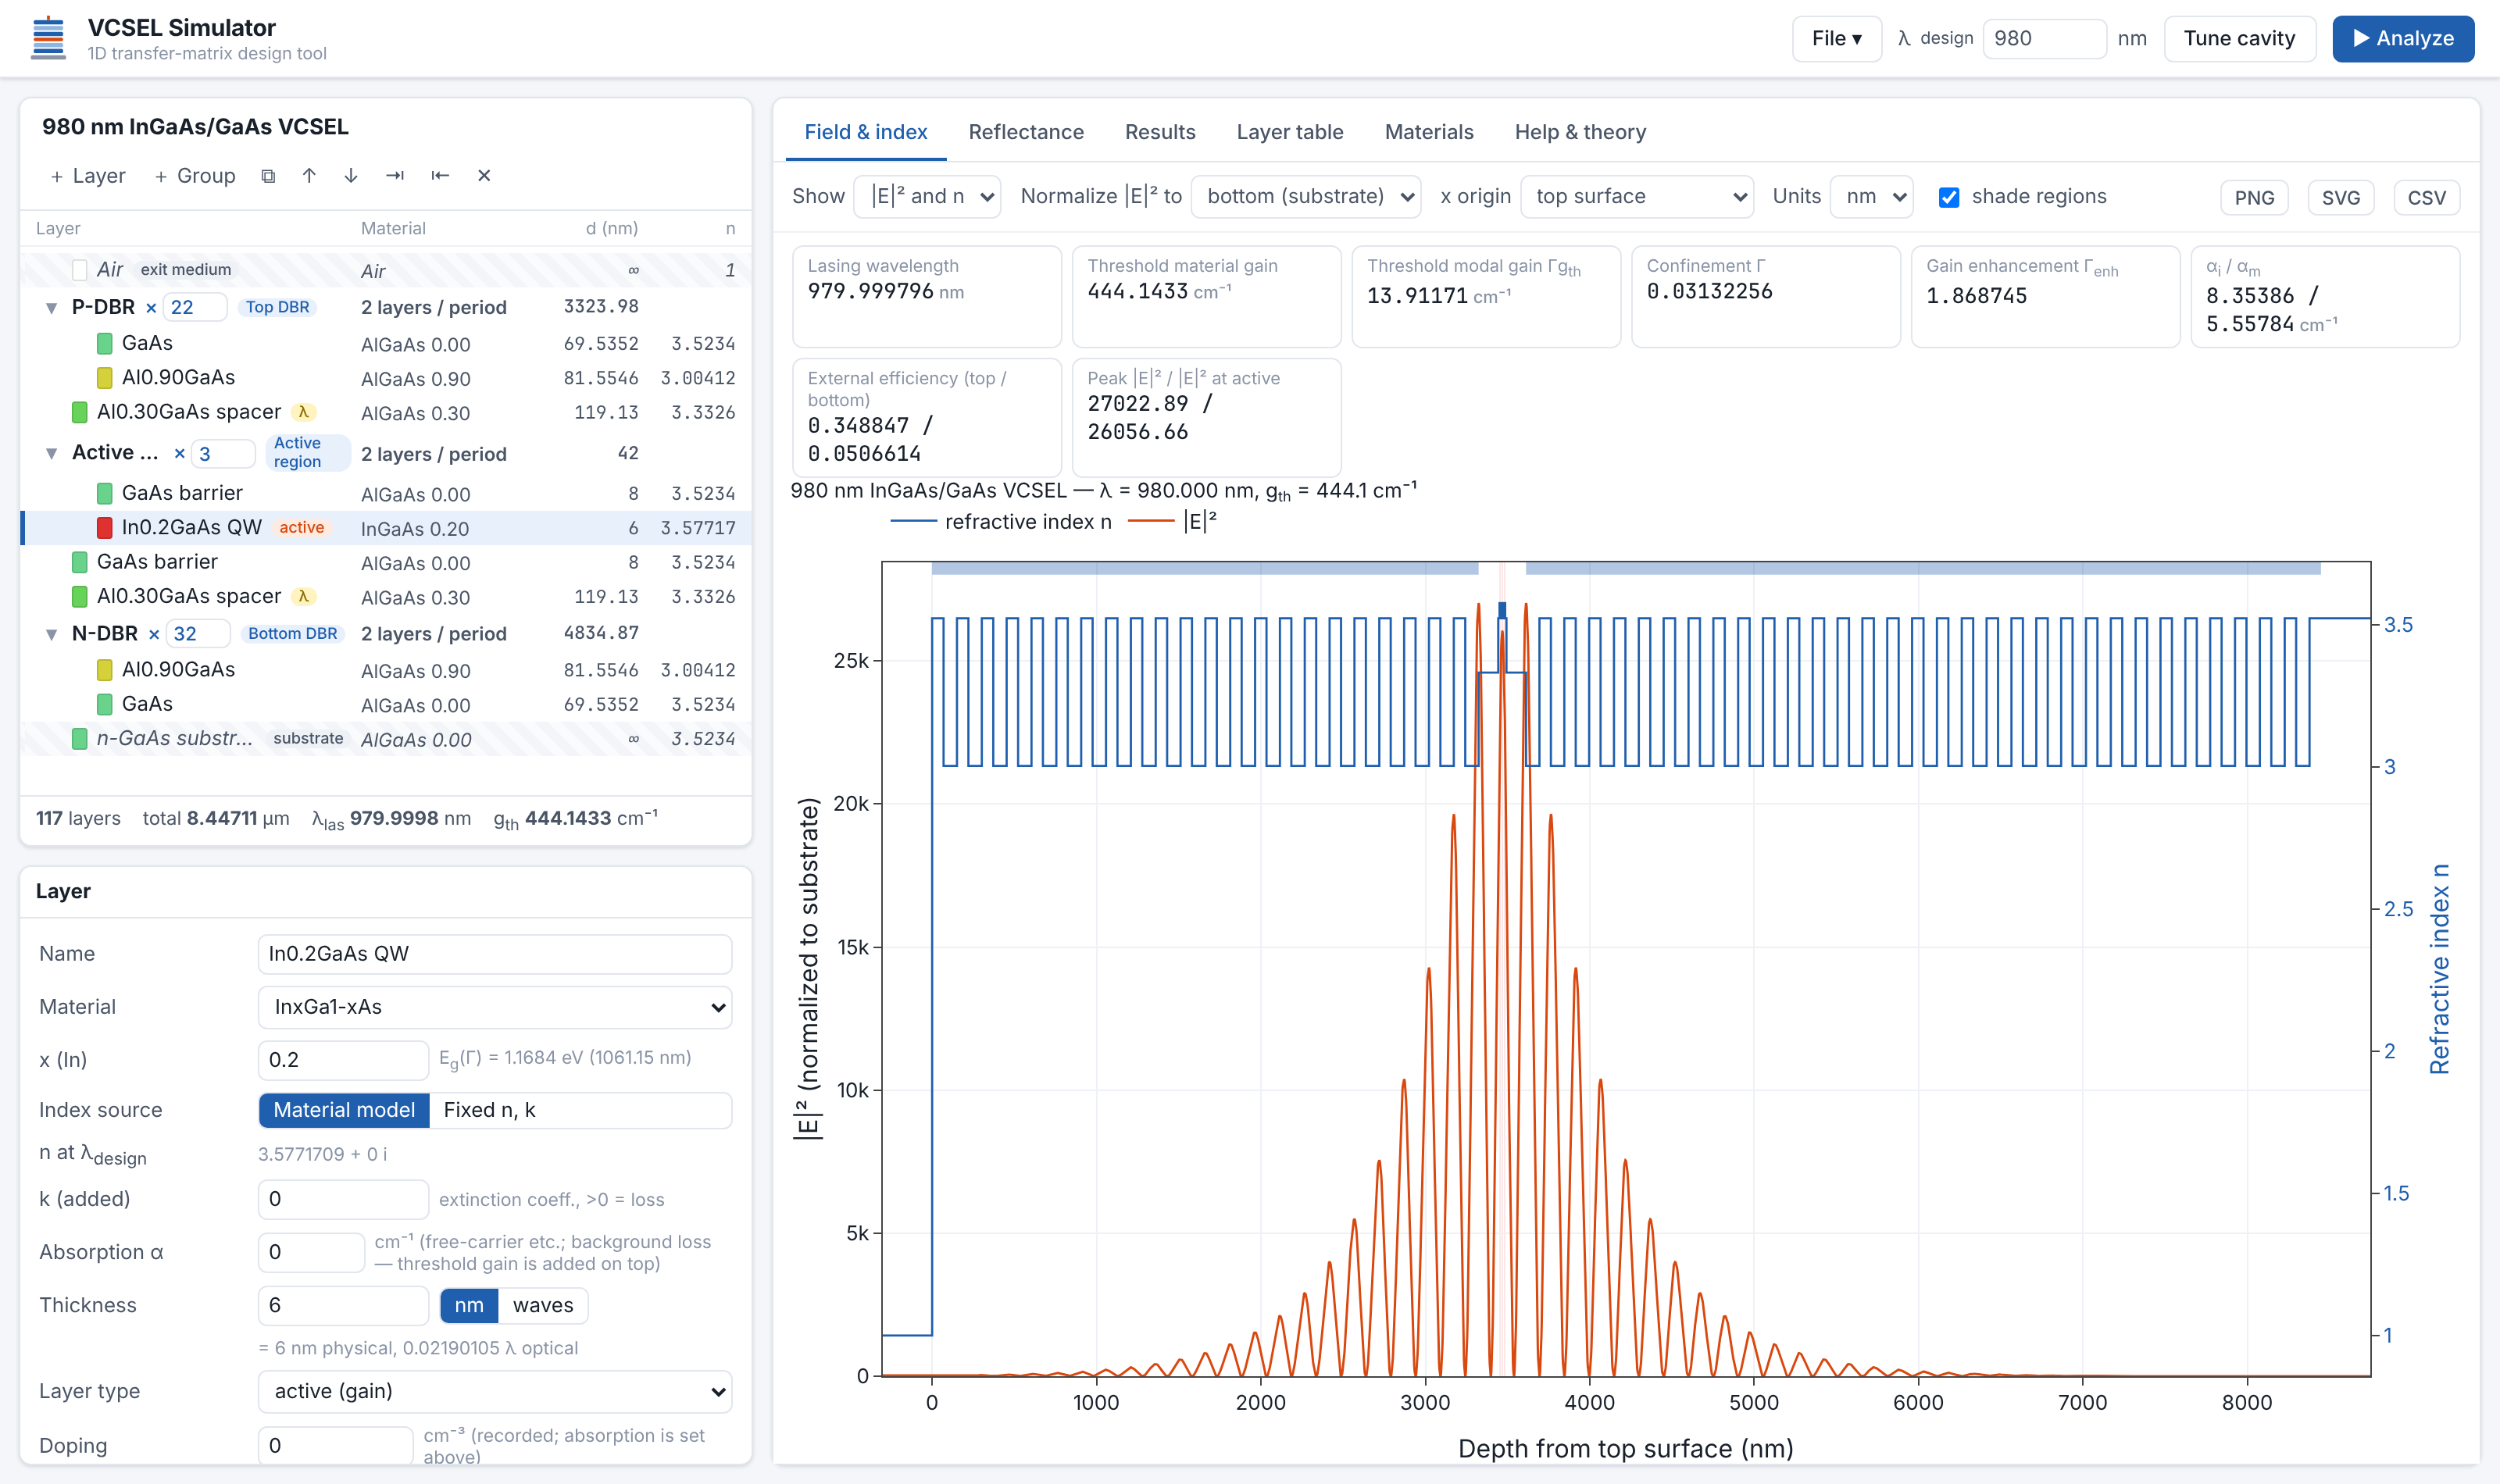 VCSEL Simulator
1D transfer-matrix design tool
File ▾ λ design 980 nm Tune cavity ▶ Analyze
980 nm InGaAs/GaAs VCSEL
+ Layer + Group ⧉ ↑ ↓ ⇥ ⇤ ✕
Layer Material d (nm) n
Air exit medium Air ∞ 1
▼ P-DBR × 22 Top DBR 2 layers / period 3323.98
GaAs AlGaAs 0.00 69.5352 3.5234
Al0.90GaAs AlGaAs 0.90 81.5546 3.00412
Al0.30GaAs spacer λ AlGaAs 0.30 119.13 3.3326
▼ Active ... × 3 Active region 2 layers / period 42
GaAs barrier AlGaAs 0.00 8 3.5234
In0.2GaAs QW active InGaAs 0.20 6 3.57717
GaAs barrier AlGaAs 0.00 8 3.5234
Al0.30GaAs spacer λ AlGaAs 0.30 119.13 3.3326
▼ N-DBR × 32 Bottom DBR 2 layers / period 4834.87
Al0.90GaAs AlGaAs 0.90 81.5546 3.00412
GaAs AlGaAs 0.00 69.5352 3.5234
n-GaAs substr... substrate AlGaAs 0.00 ∞ 3.5234
117 layers total 8.44711 µm λlas 979.9998 nm gth 444.1433 cm⁻¹
Layer
Name In0.2GaAs QW
Material InxGa1-xAs
x (In) 0.2 Eg(Γ) = 1.1684 eV (1061.15 nm)
Index source Material model Fixed n, k
n at λdesign 3.5771709 + 0 i
k (added) 0 extinction coeff., >0 = loss
Absorption α 0 cm⁻¹ (free-carrier etc.; background loss
— threshold gain is added on top)
Thickness 6 nm waves
= 6 nm physical, 0.02190105 λ optical
Layer type active (gain)
Doping 0 cm⁻³ (recorded; absorption is set
above)
Field & index Reflectance Results Layer table Materials Help & theory
Show |E|² and n Normalize |E|² to bottom (substrate) x origin top surface Units nm shade regions PNG SVG CSV
Lasing wavelength
979.999796 nm
Threshold material gain
444.1433 cm⁻¹
Threshold modal gain Γgth
13.91171 cm⁻¹
Confinement Γ
0.03132256
Gain enhancement Γenh
1.868745
αi / αm
8.35386 /
5.55784 cm⁻¹
External efficiency (top /
bottom)
0.348847 /
0.0506614
Peak |E|² / |E|² at active
27022.89 /
26056.66
980 nm InGaAs/GaAs VCSEL — λ = 980.000 nm, gth = 444.1 cm⁻¹
refractive index n |E|²
|E|² (normalized to substrate)
25k
20k
15k
10k
5k
0
3.5
3
2.5
2
1.5
1
Refractive index n
0 1000 2000 3000 4000 5000 6000 7000 8000
Depth from top surface (nm)